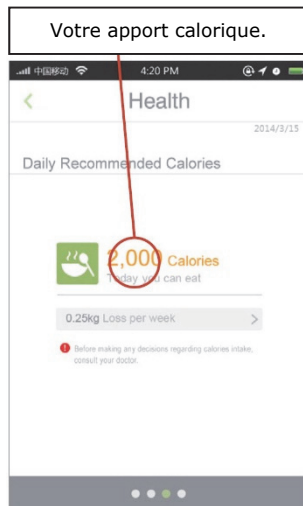 Votre apport calorique.
中国移动 4:20 PM
Health
2014/3/15
Daily Recommended Calories
2,000 Calories
Today you can eat
0.25kg Loss per week
Before making any decisions regarding calories intake,
consult your doctor.